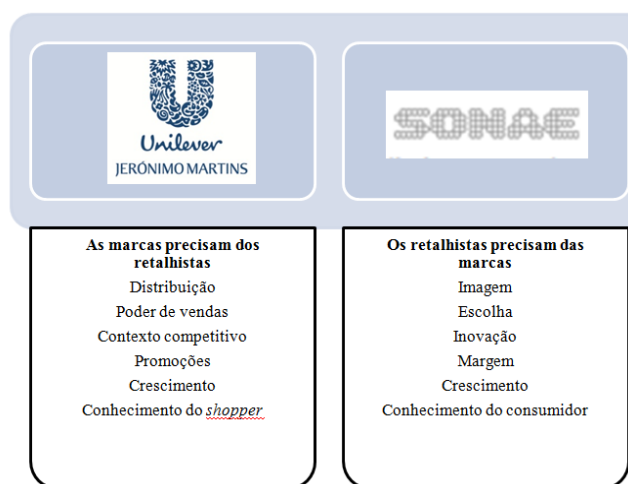 Unilever
JERÓNIMO MARTINS
SONAE
As marcas precisam dos
retalhistas
Distribuição
Poder de vendas
Contexto competitivo
Promoções
Crescimento
Conhecimento do shopper
Os retalhistas precisam das
marcas
Imagem
Escolha
Inovação
Margem
Crescimento
Conhecimento do consumidor